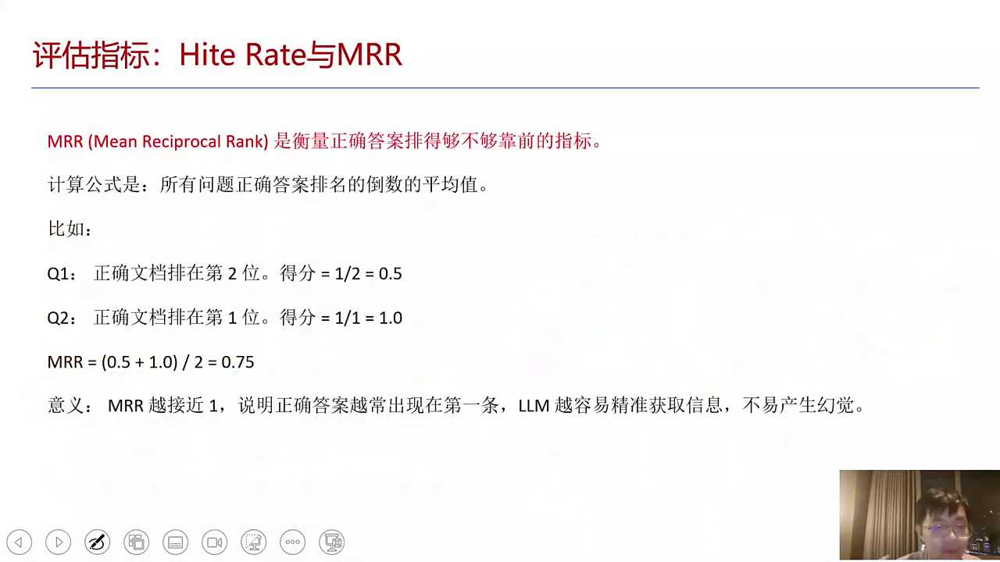 评估指标：Hite Rate与MRR
MRR (Mean Reciprocal Rank) 是衡量正确答案排得够不够靠前的指标。
计算公式是：所有问题正确答案排名的倒数的平均值。
比如：
Q1： 正确文档排在第 2 位。得分 = 1/2 = 0.5
Q2： 正确文档排在第 1 位。得分 = 1/1 = 1.0
MRR = (0.5 + 1.0) / 2 = 0.75
意义： MRR 越接近 1，说明正确答案越常出现在第一条，LLM 越容易精准获取信息，不易产生幻觉。